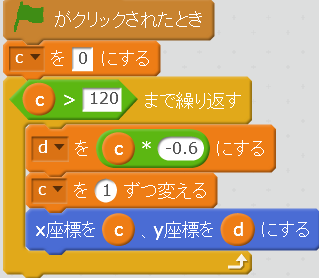 がクリックされたとき
c を 0 にする
c > 120 まで繰り返す
d を c * -0.6 にする
c を 1 ずつ変える
x座標を c 、y座標を d にする